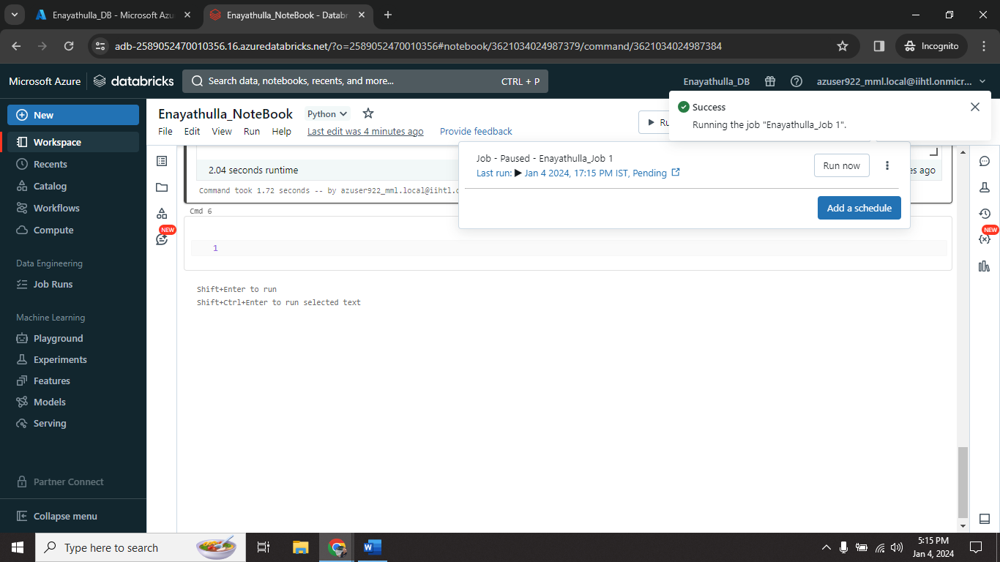 Enayathulla_DB - Microsoft Azu
Enayathulla_NoteBook - Databr
adb-2589052470010356.16.azuredatabricks.net/?o=2589052470010356#notebook/3621034024987379/command/3621034024987384
Incognito
Microsoft Azure
databricks
Search data, notebooks, recents, and more...
CTRL + P
Enayathulla_DB
azuser922_mml.local@iihtl.onmicr...
New
Workspace
Recents
Catalog
Workflows
Compute
Data Engineering
Job Runs
Machine Learning
Playground
Experiments
Features
Models
Serving
Partner Connect
Collapse menu
Enayathulla_NoteBook
Python
File
Edit
View
Run
Help
Last edit was 4 minutes ago
Provide feedback
Ru
Success
Running the job "Enayathulla_Job 1".
Job - Paused - Enayathulla_Job 1
Last run: Jan 4 2024, 17:15 PM IST, Pending
Run now
Add a schedule
2.04 seconds runtime
es ago
Command took 1.72 seconds -- by azuser922_mml.local@iihtl.c
Cmd 6
1
Shift+Enter to run
Shift+Ctrl+Enter to run selected text
NEW
NEW
Type here to search
5:15 PM
Jan 4, 2024